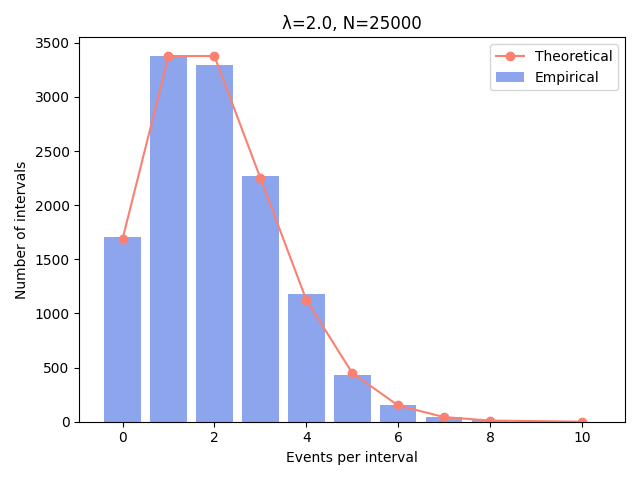 λ=2.0, N=25000
Theoretical
Empirical
Number of intervals
3500
3000
2500
2000
1500
1000
500
0
0 2 4 6 8 10
Events per interval